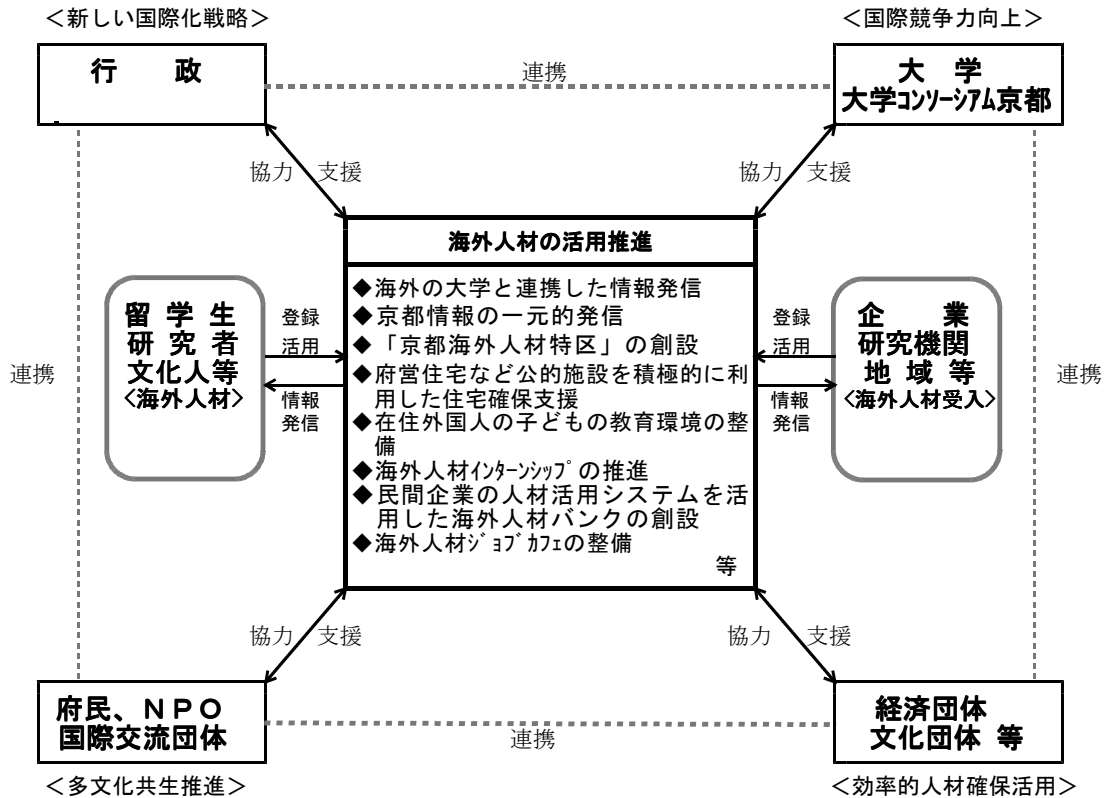 ＜新しい国際化戦略＞
＜国際競争力向上＞
行　　政
連携
大　学
大学ｺﾝｿｰｼｱﾑ京都
協力　支援
協力　支援
海外人材の活用推進
◆海外の大学と連携した情報発信
◆京都情報の一元的発信
◆「京都海外人材特区」の創設
◆府営住宅など公的施設を積極的に利
用した住宅確保支援
◆在住外国人の子どもの教育環境の整
備
◆海外人材ｲﾝﾀｰﾝｼｯﾌﾟの推進
◆民間企業の人材活用システムを活
用した海外人材バンクの創設
◆海外人材ｼﾞｮﾌﾞｶﾌｪの整備
等
連携
留 学 生
研 究 者
文化人等
〈海外人材〉
登録
活用
情報
発信
登録
活用
情報
発信
企　　業
研究機関
地 域 等
〈海外人材受入〉
連携
協力　支援
協力　支援
府民、ＮＰＯ
国際交流団体
連携
経済団体
文化団体 等
＜多文化共生推進＞
＜効率的人材確保活用＞